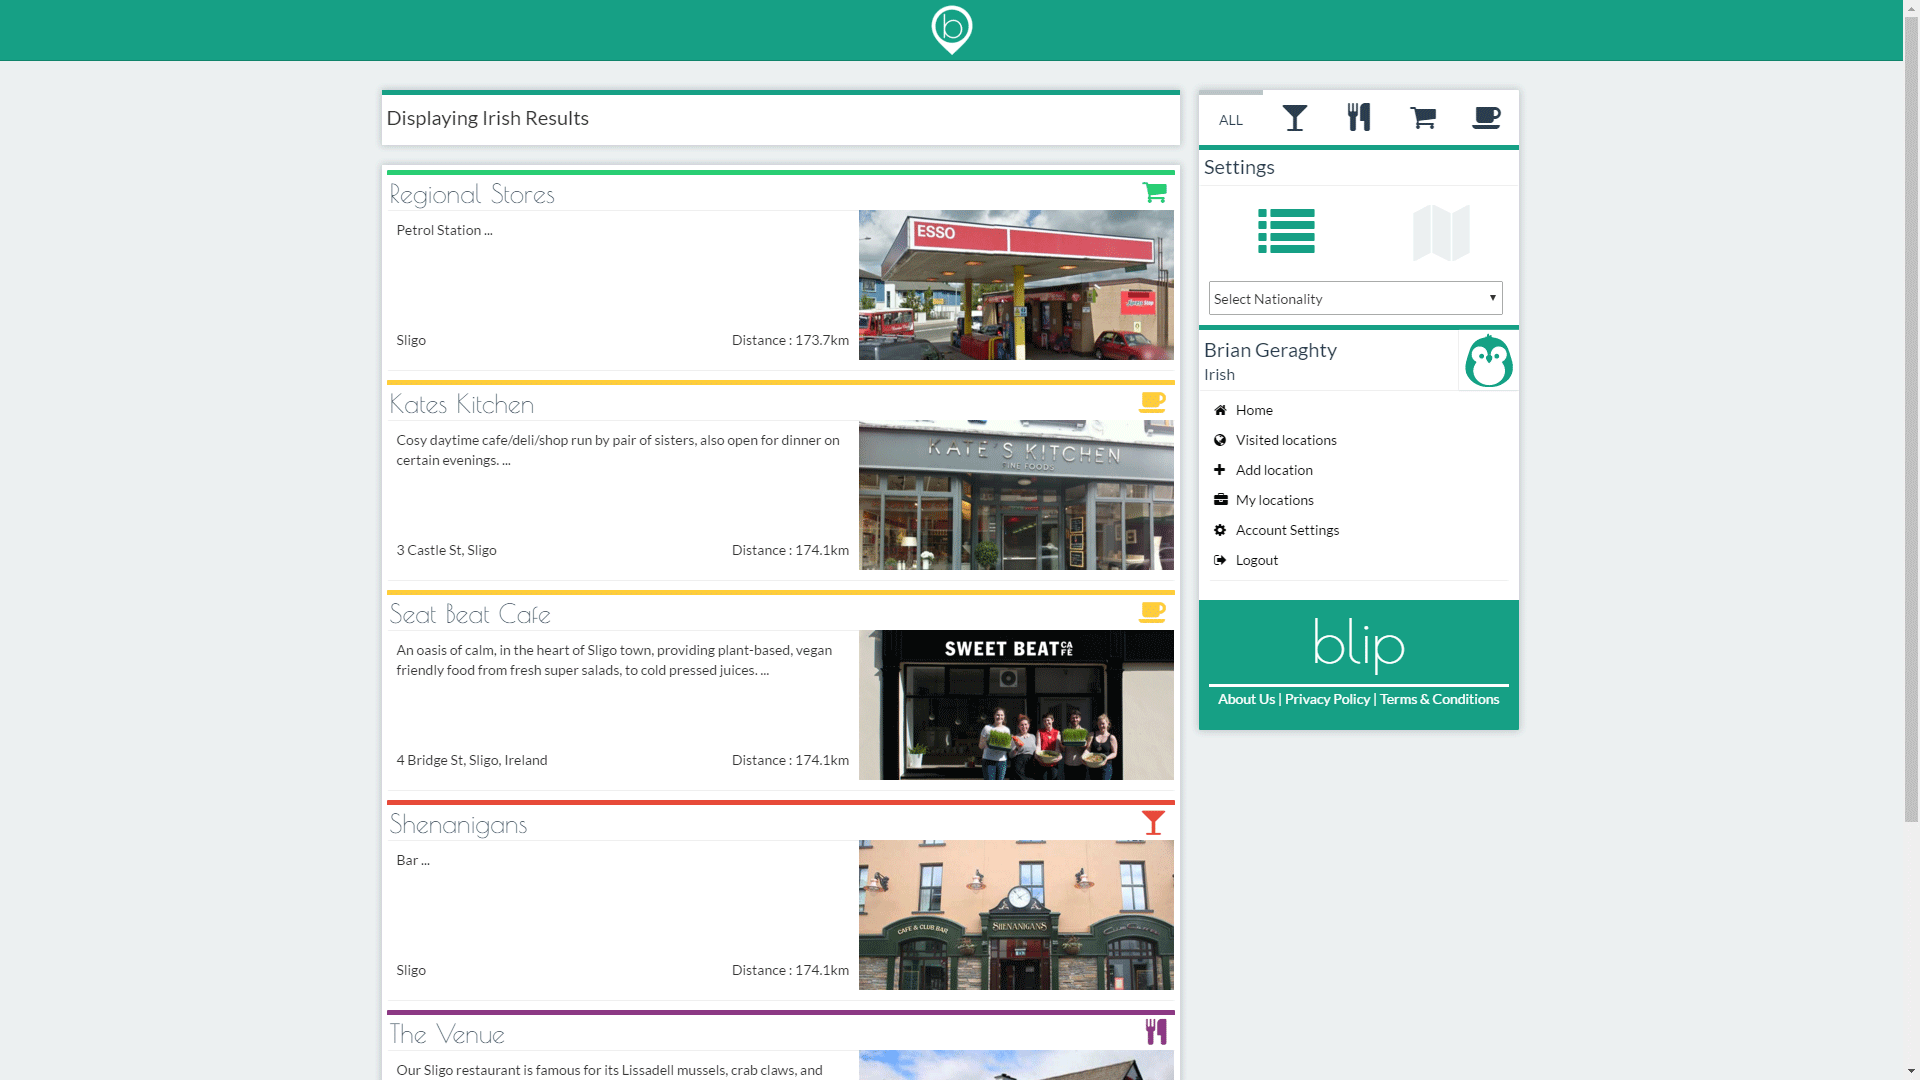 b
Displaying Irish Results
ALL
Settings
Select Nationality
Brian Geraghty
Irish
Home
Visited locations
Add location
My locations
Account Settings
Logout
blip
About Us | Privacy Policy | Terms & Conditions
Regional Stores
Petrol Station ...
ESSO
Sligo
Distance : 173.7km
Kates Kitchen
Cosy daytime cafe/deli/shop run by pair of sisters, also open for dinner on
certain evenings. ...
KATE'S KITCHEN
FINE FOODS
3 Castle St, Sligo
Distance : 174.1km
Seat Beat Cafe
An oasis of calm, in the heart of Sligo town, providing plant-based, vegan
friendly food from fresh super salads, to cold pressed juices. ...
SWEET BEAT CAFE
4 Bridge St, Sligo, Ireland
Distance : 174.1km
Shenanigans
Bar ...
CAFE & CLUB BAR
SHENANIGANS
Sligo
Distance : 174.1km
The Venue
Our Sligo restaurant is famous for its Lissadell mussels, crab claws, and